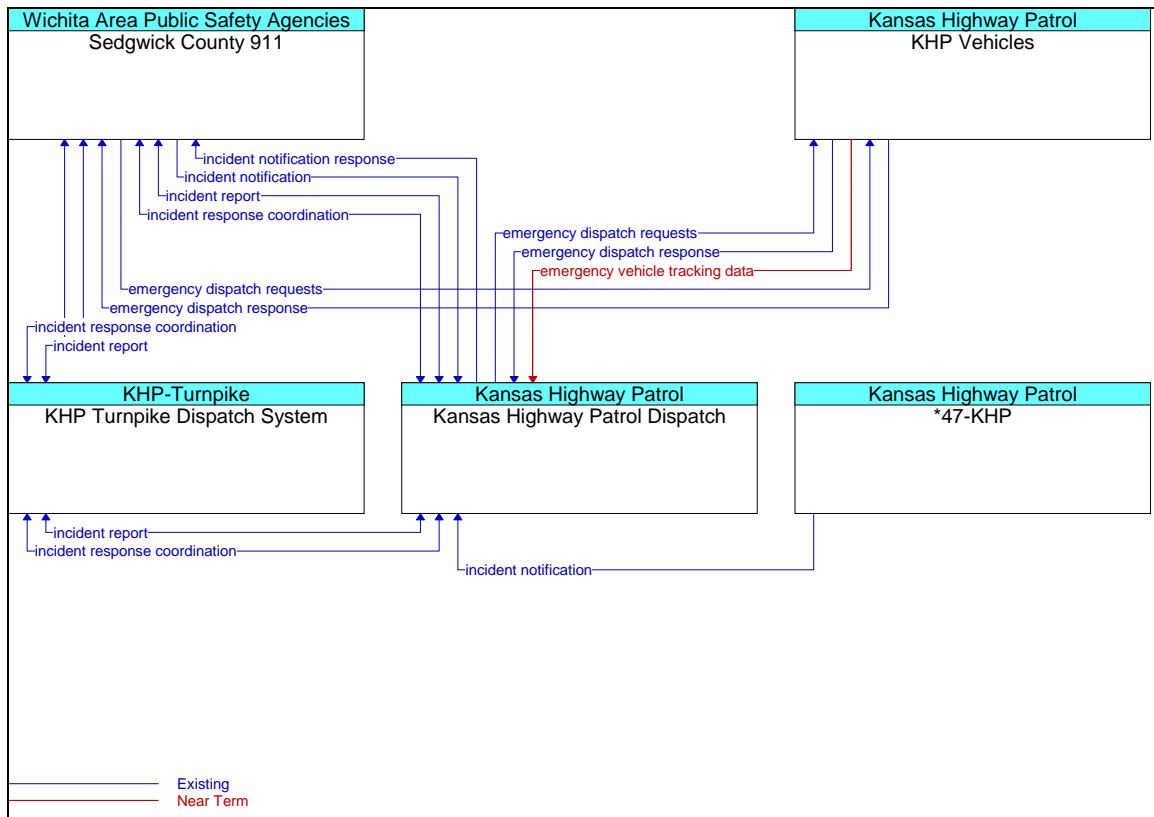 Wichita Area Public Safety Agencies
Sedgwick County 911
Kansas Highway Patrol
KHP Vehicles
incident notification response
incident notification
incident report
incident response coordination
emergency dispatch requests
emergency dispatch response
emergency vehicle tracking data
emergency dispatch requests
emergency dispatch response
incident response coordination
incident report
KHP-Turnpike
KHP Turnpike Dispatch System
Kansas Highway Patrol
Kansas Highway Patrol Dispatch
Kansas Highway Patrol
*47-KHP
incident report
incident response coordination
incident notification
Existing
Near Term